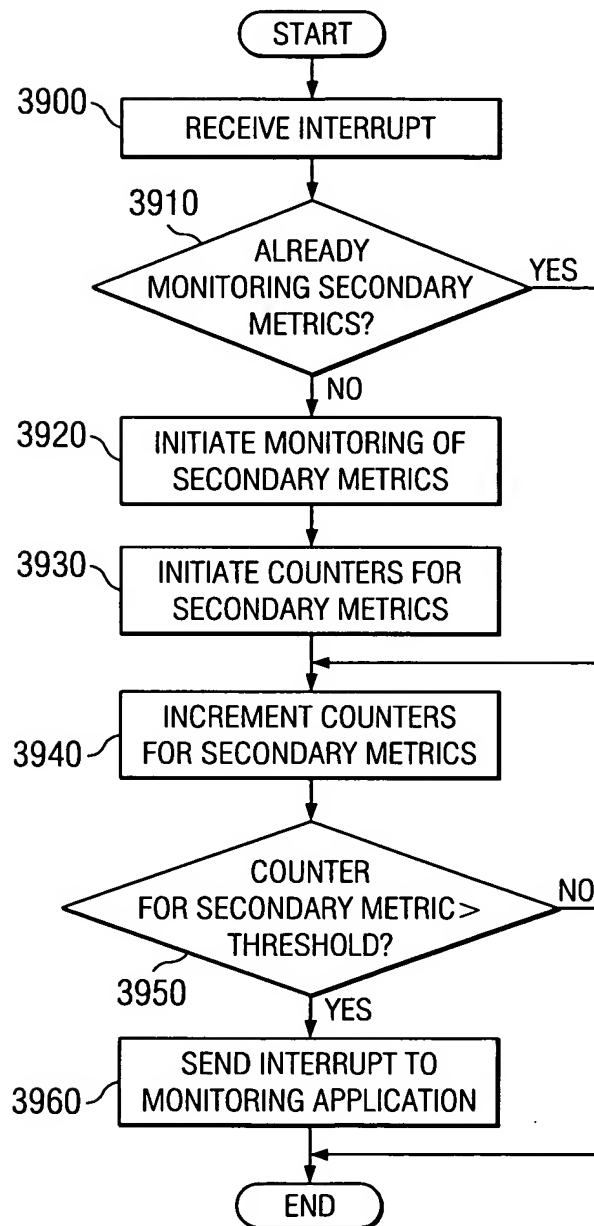 START
3900
RECEIVE INTERRUPT
3910
ALREADY
MONITORING SECONDARY
METRICS?
YES
NO
3920
INITIATE MONITORING OF
SECONDARY METRICS
3930
INITIATE COUNTERS FOR
SECONDARY METRICS
INCREMENT COUNTERS
FOR SECONDARY METRICS
3940
COUNTER
FOR SECONDARY METRIC>
THRESHOLD?
NO
3950
YES
SEND INTERRUPT TO
MONITORING APPLICATION
3960
END